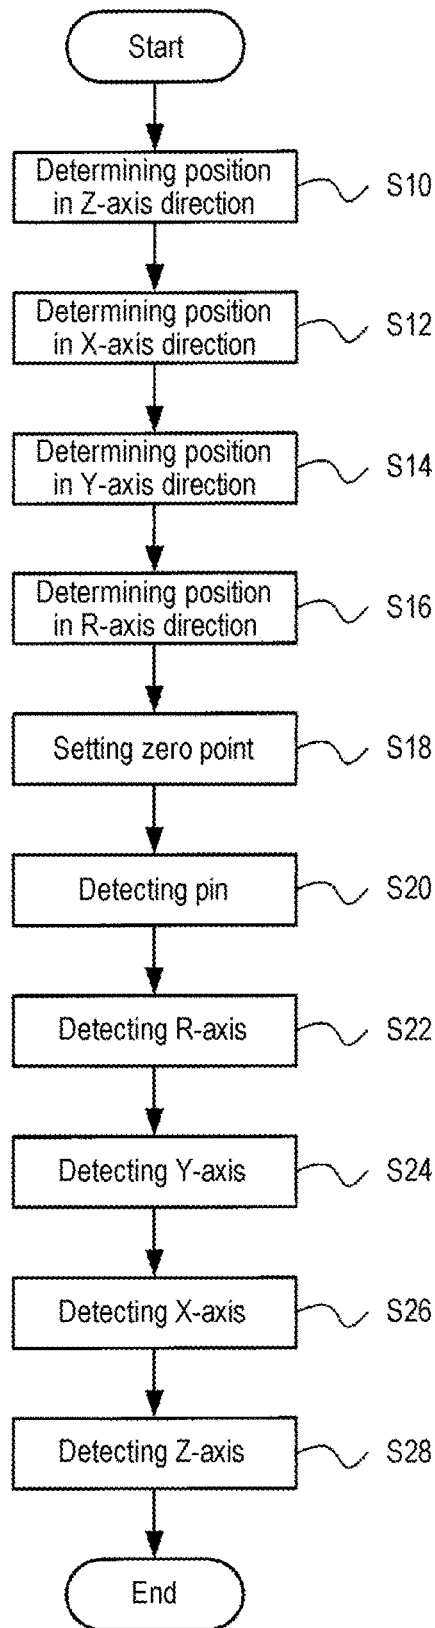 Start
Determining position
in Z-axis direction
S10
Determining position
in X-axis direction
S12
Determining position
in Y-axis direction
S14
Determining position
in R-axis direction
S16
Setting zero point
S18
Detecting pin
S20
Detecting R-axis
S22
Detecting Y-axis
S24
Detecting X-axis
S26
Detecting Z-axis
S28
End